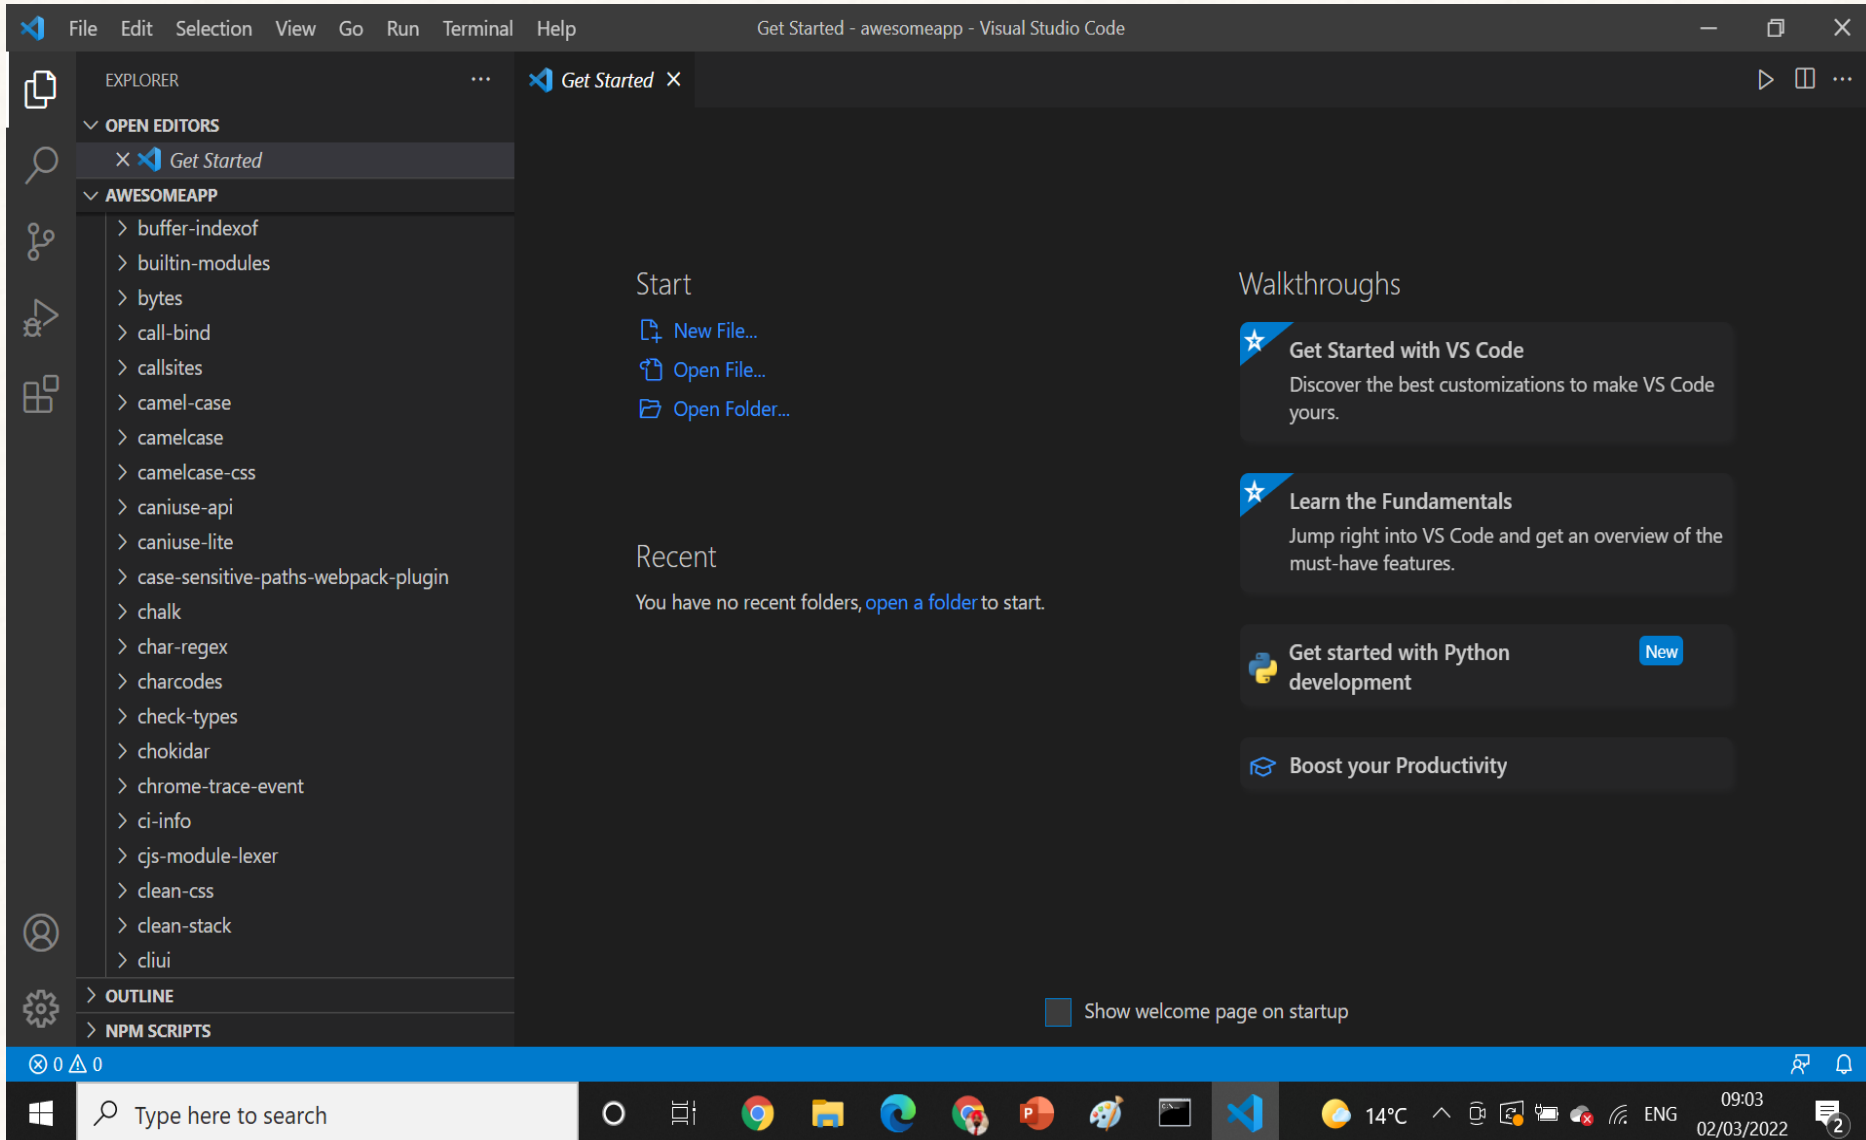 File Edit Selection View Go Run Terminal Help
Get Started - awesomeapp - Visual Studio Code
EXPLORER
OPEN EDITORS
Get Started
AWESOMEAPP
buffer-indexof
builtin-modules
bytes
call-bind
callsites
camel-case
camelcase
camelcase-css
caniuse-api
caniuse-lite
case-sensitive-paths-webpack-plugin
chalk
char-regex
charcodes
check-types
chokidar
chrome-trace-event
ci-info
cjs-module-lexer
clean-css
clean-stack
cliui
OUTLINE
NPM SCRIPTS
Get Started
Start
New File...
Open File...
Open Folder...
Recent
You have no recent folders, open a folder to start.
Walkthroughs
Get Started with VS Code
Discover the best customizations to make VS Code
yours.
Learn the Fundamentals
Jump right into VS Code and get an overview of the
must-have features.
Get started with Python
development
New
Boost your Productivity
Show welcome page on startup
0 0
Type here to search
14°C
ENG
09:03
02/03/2022
2